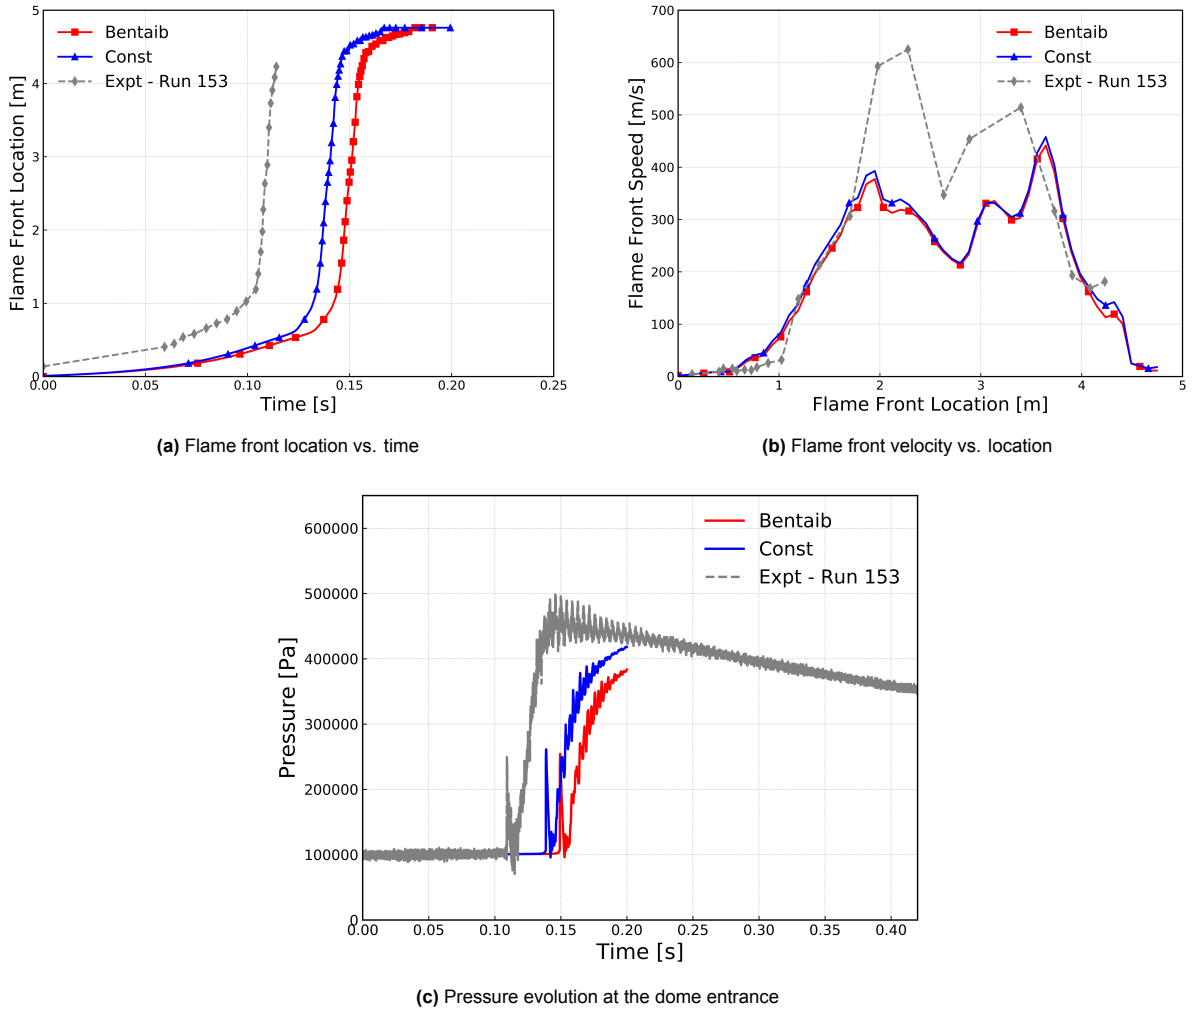 5
4
3
2
1
0
Flame Front Location [m]
Bentaib
Const
Expt - Run 153
0.00 0.05 0.10 0.15 0.20 0.25
Time [s]
(a) Flame front location vs. time
700
600
500
400
300
200
100
0
Flame Front Speed [m/s]
Bentaib
Const
Expt - Run 153
0 1 2 3 4 5
Flame Front Location [m]
(b) Flame front velocity vs. location
600000
500000
400000
300000
200000
100000
0
Pressure [Pa]
Bentaib
Const
Expt - Run 153
0.00 0.05 0.10 0.15 0.20 0.25 0.30 0.35 0.40
Time [s]
(c) Pressure evolution at the dome entrance